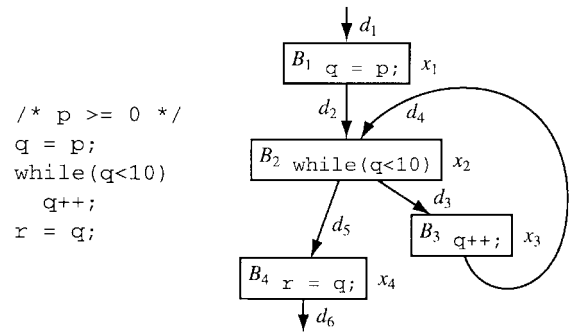 /* p >= 0 */
q = p;
while(q<10)
  q++;
r = q;
d1
B1 q = p; x1
d2
d4
B2 while(q<10) x2
d3
d5
B3 q++; x3
B4 r = q; x4
d6